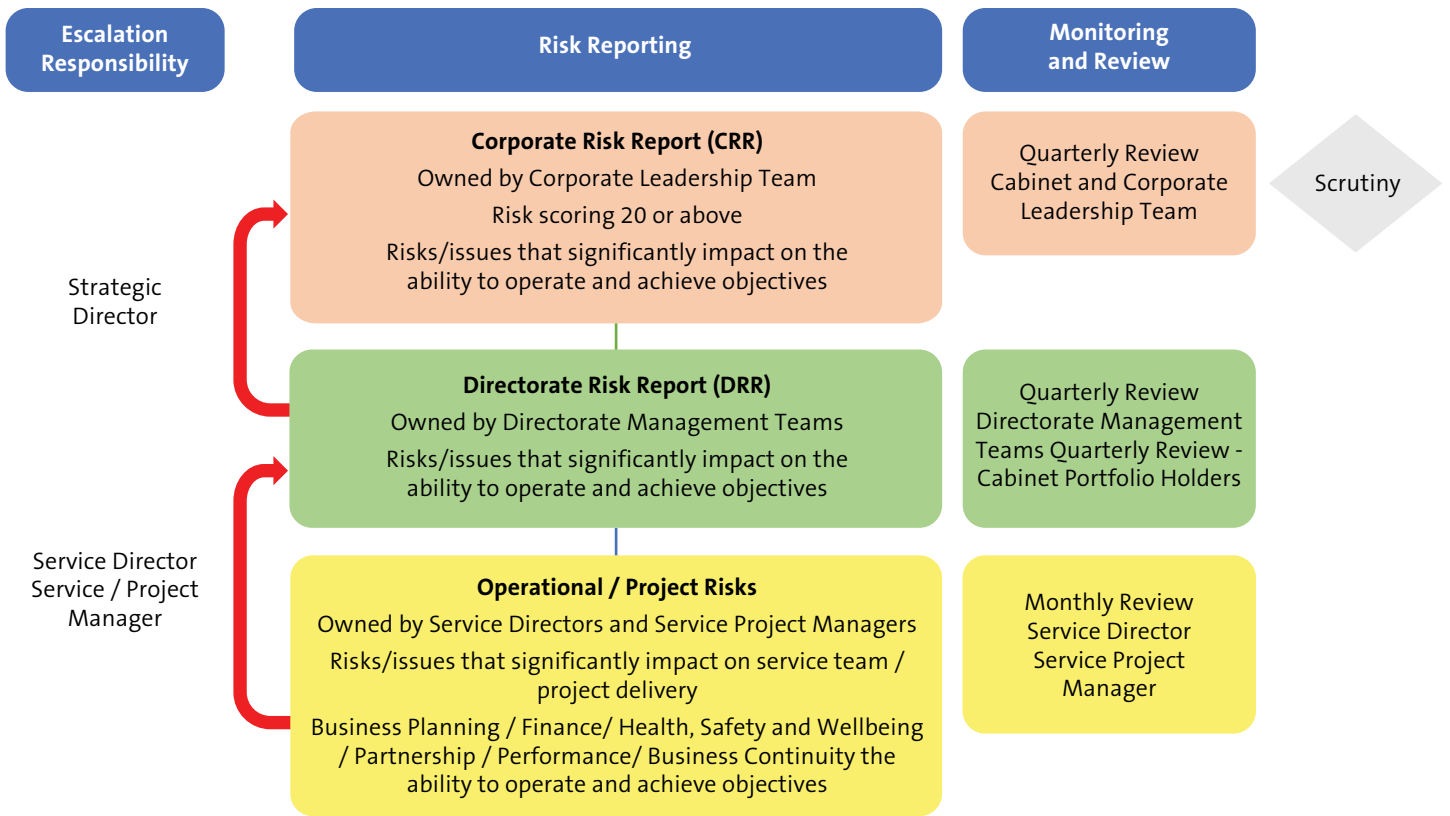 Escalation
Responsibility
Risk Reporting
Monitoring
and Review
Strategic
Director
Corporate Risk Report (CRR)
Owned by Corporate Leadership Team
Risk scoring 20 or above
Risks/issues that significantly impact on the
ability to operate and achieve objectives
Quarterly Review
Cabinet and Corporate
Leadership Team
Scrutiny
Directorate Risk Report (DRR)
Owned by Directorate Management Teams
Risks/issues that significantly impact on the
ability to operate and achieve objectives
Quarterly Review
Directorate Management
Teams Quarterly Review -
Cabinet Portfolio Holders
Service Director
Service / Project
Manager
Operational / Project Risks
Owned by Service Directors and Service Project Managers
Risks/issues that significantly impact on service team /
project delivery
Business Planning / Finance/ Health, Safety and Wellbeing
/ Partnership / Performance/ Business Continuity the
ability to operate and achieve objectives
Monthly Review
Service Director
Service Project
Manager